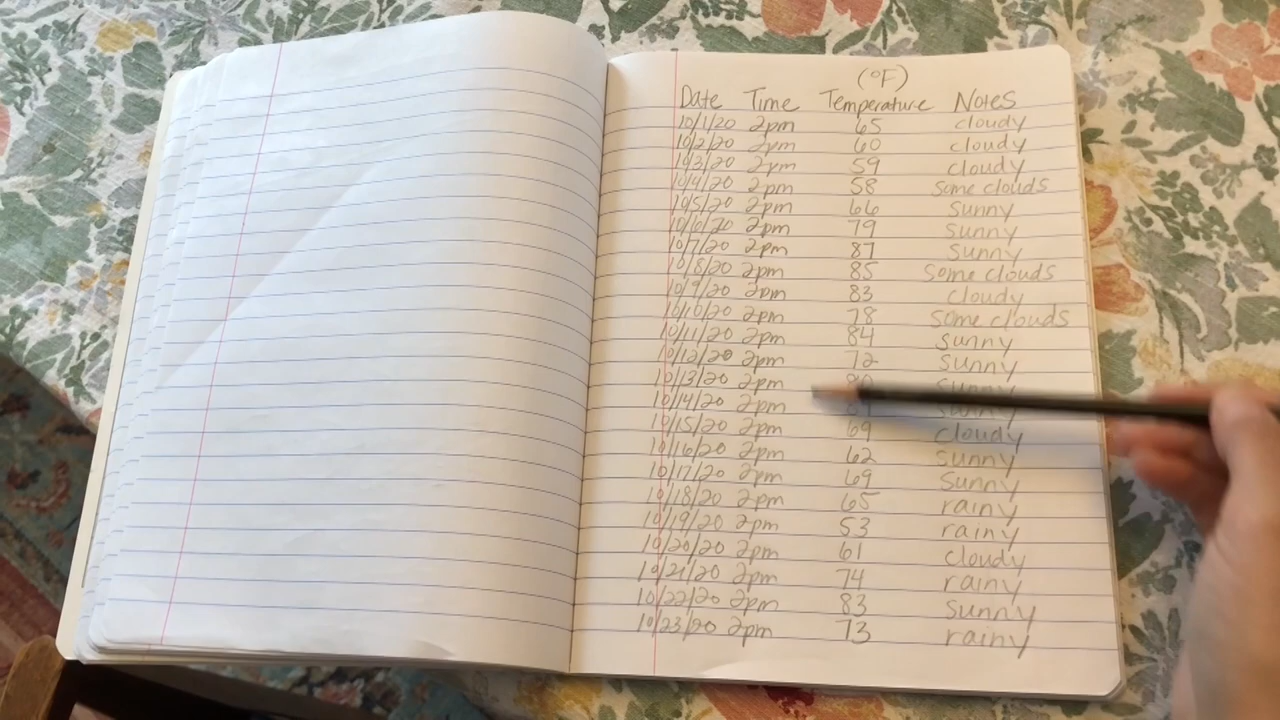 (°F)
Date Time Temperature Notes
10/1/20 2pm 65 cloudy
10/2/20 2pm 60 cloudy
10/3/20 2pm 59 cloudy
10/4/20 2pm 58 some clouds
10/5/20 2pm 66 sunny
10/6/20 2pm 79 sunny
10/7/20 2pm 87 sunny
10/8/20 2pm 85 some clouds
10/9/20 2pm 83 cloudy
10/10/20 2pm 78 some clouds
10/11/20 2pm 84 sunny
10/12/20 2pm 72 sunny
10/13/20 2pm sunny
10/14/20 2pm sunny
10/15/20 2pm 69 cloudy
10/16/20 2pm 62 sunny
10/17/20 2pm 69 sunny
10/18/20 2pm 65 rainy
10/19/20 2pm 53 rainy
10/20/20 2pm 61 cloudy
10/21/20 2pm 74 rainy
10/22/20 2pm 83 sunny
10/23/20 2pm 73 rainy